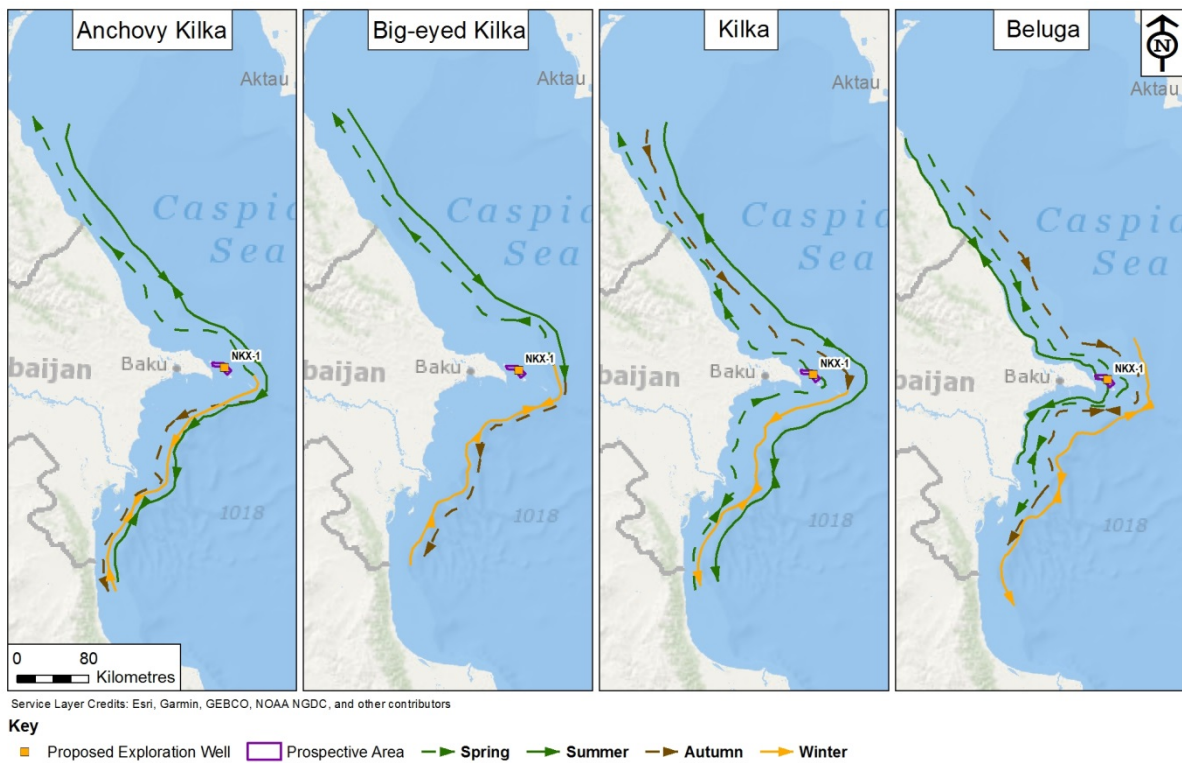 Anchovy Kilka
Aktau
Caspia
Sea
NKX-1
Baku
baijan
1018
0 80
Kilometres
Big-eyed Kilka
Aktau
Caspia
Sea
NKX-1
Baku
baijan
1018
Kilka
Aktau
Caspia
Sea
NKX-1
Baku
baijan
1018
Beluga
N
Aktau
Caspia
Sea
NKX-1
Baku
baijan
1018
Service Layer Credits: Esri, Garmin, GEBCO, NOAA NGDC, and other contributors
Key
Proposed Exploration Well Prospective Area Spring Summer Autumn Winter